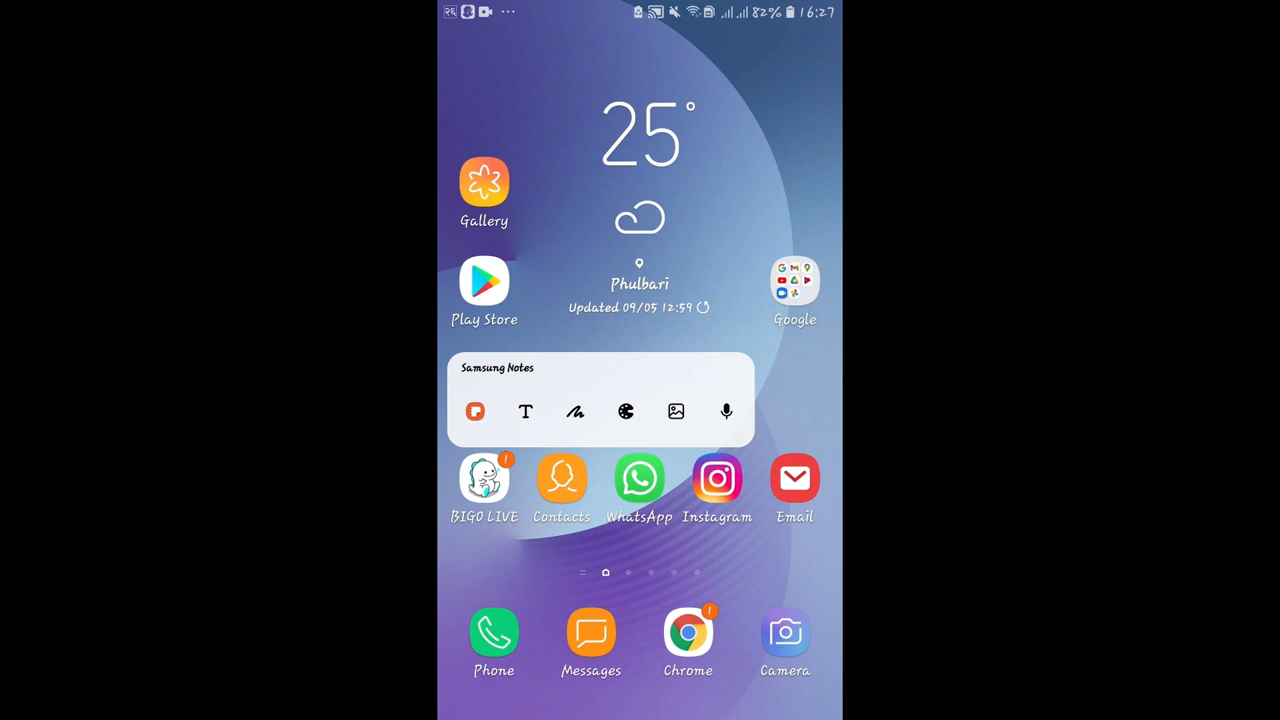 २६ 82% 16:27
25°
Gallery
Phulbari
Updated 09/05 12:59
Play Store
Google
Samsung Notes
T
BIGO LIVE
Contacts
WhatsApp
Instagram
Email
Phone
Messages
Chrome
Camera